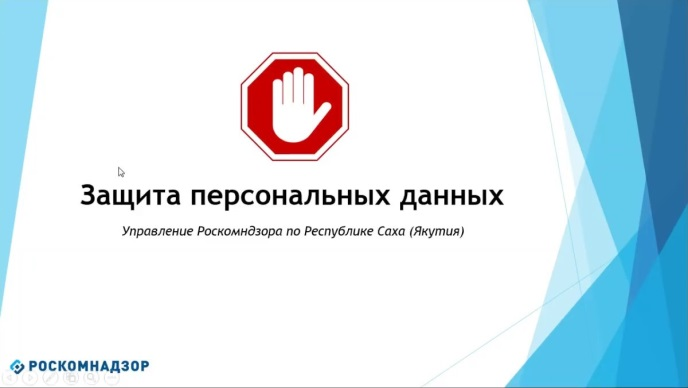 Защита персональных данных
Управление Роскомндзора по Республике Саха (Якутия)
РОСКОМНАДЗОР